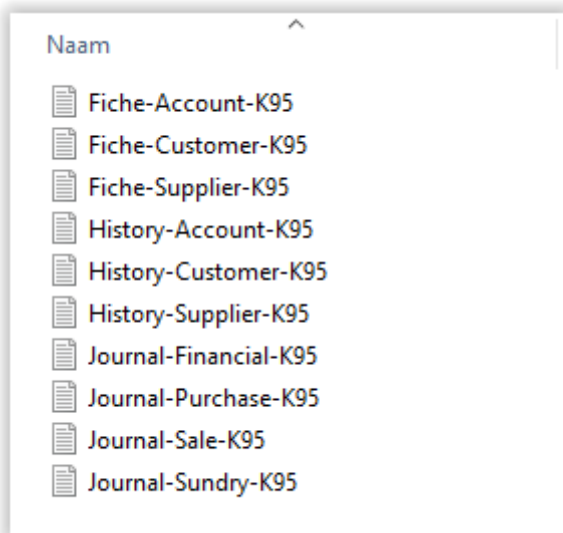 Naam
Fiche-Account-K95
Fiche-Customer-K95
Fiche-Supplier-K95
History-Account-K95
History-Customer-K95
History-Supplier-K95
Journal-Financial-K95
Journal-Purchase-K95
Journal-Sale-K95
Journal-Sundry-K95